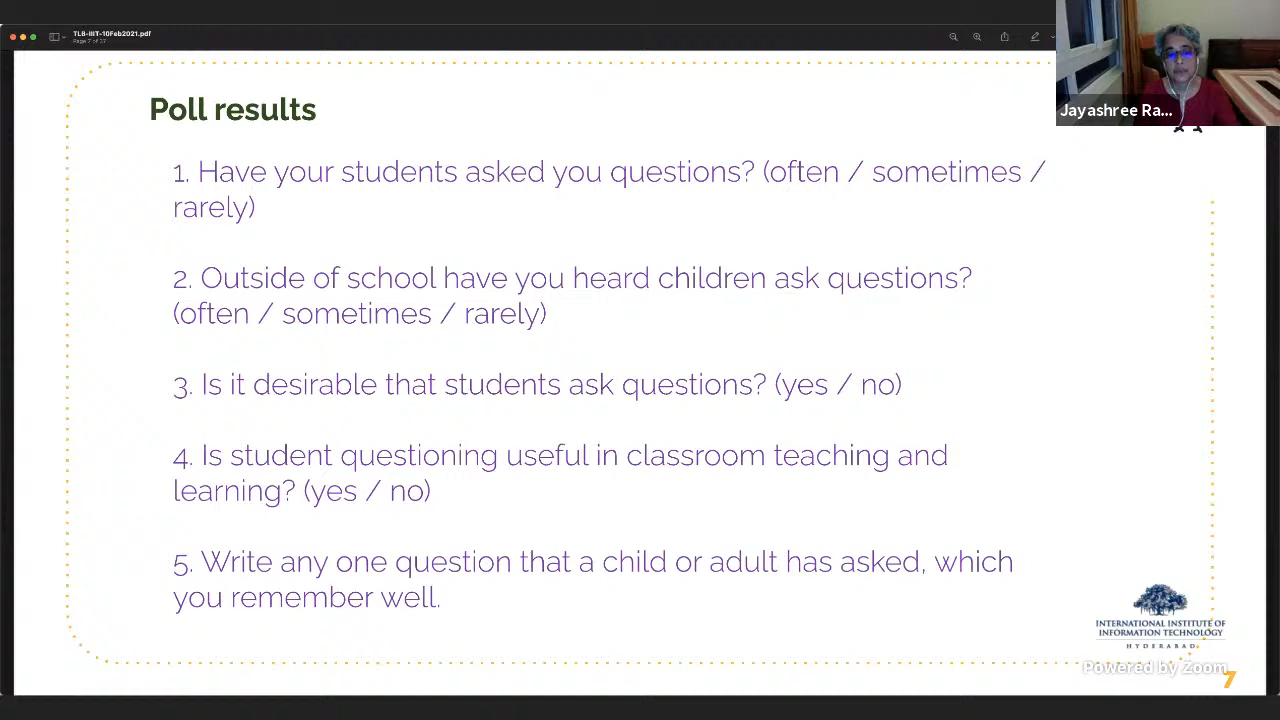 TLB-IIIT-10Feb2021.pdf
Page 7 of 37
Jayashree Ra...
Poll results
1. Have your students asked you questions? (often / sometimes /
rarely)
2. Outside of school have you heard children ask questions?
(often / sometimes / rarely)
3. Is it desirable that students ask questions? (yes / no)
4. Is student questioning useful in classroom teaching and
learning? (yes / no)
5. Write any one question that a child or adult has asked, which
you remember well.
INTERNATIONAL INSTITUTE OF
INFORMATION TECHNOLOGY
HYDERABAD
Powered by Zoom
7